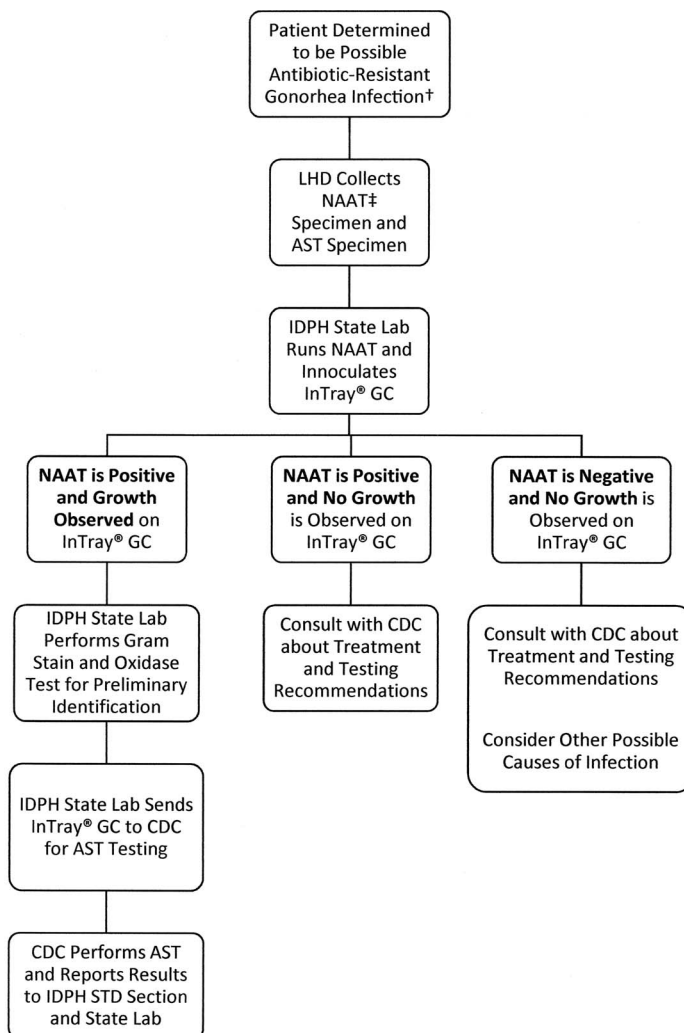 Patient Determined
to be Possible
Antibiotic-Resistant
Gonorhea Infection†
LHD Collects
NAAT‡
Specimen and
AST Specimen
IDPH State Lab
Runs NAAT and
Innoculates
InTray® GC
NAAT is Positive
and Growth
Observed on
InTray® GC
IDPH State Lab
Performs Gram
Stain and Oxidase
Test for Preliminary
Identification
IDPH State Lab Sends
InTray® GC to CDC
for AST Testing
CDC Performs AST
and Reports Results
to IDPH STD Section
and State Lab
NAAT is Positive
and No Growth
is Observed on
InTray® GC
Consult with CDC
about Treatment
and Testing
Recommendations
NAAT is Negative
and No Growth is
Observed on
InTray® GC
Consult with CDC about
Treatment and Testing
Recommendations
Consider Other Possible
Causes of Infection